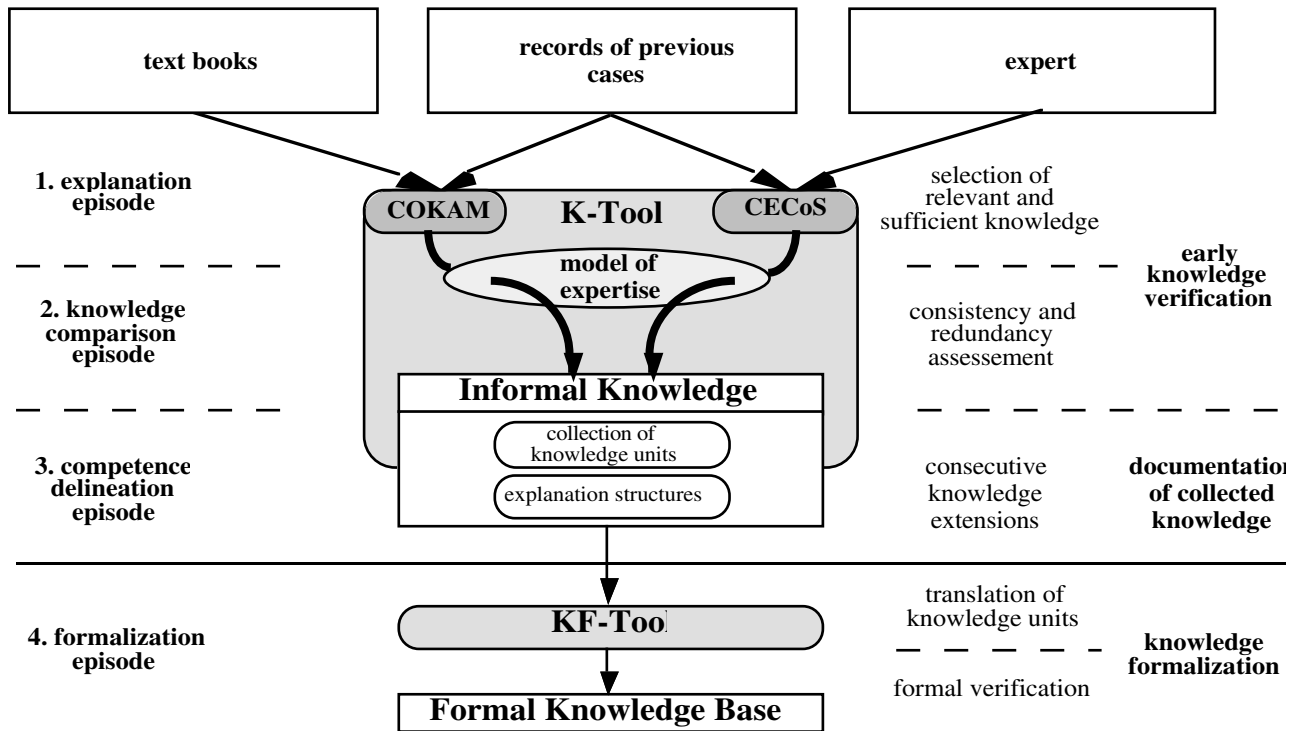 text books
records of previous
cases
expert
1. explanation
episode
COKAM
K-Tool
CECoS
selection of
relevant and
sufficient knowledge
model of
expertise
early
knowledge
verification
2. knowledge
comparison
episode
consistency and
redundancy
assessement
Informal Knowledge
collection of
knowledge units
explanation structures
3. competence
delineation
episode
consecutive
knowledge
extensions
documentation
of collected
knowledge
KF-Tool
translation of
knowledge units
4. formalization
episode
knowledge
formalization
formal verification
Formal Knowledge Base